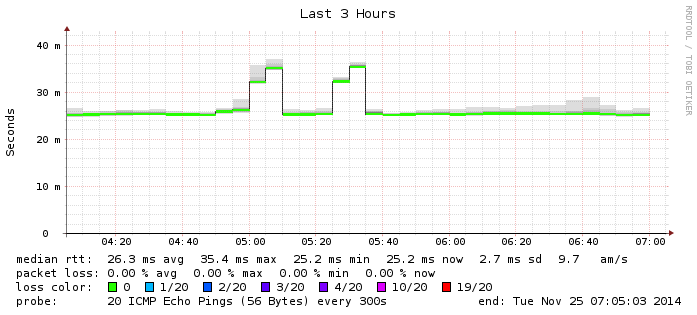 Last 3 Hours
RRDTOOL / TOBI OETIKER
Seconds
40 m
30 m
20 m
10 m
0
04:20 04:40 05:00 05:20 05:40 06:00 06:20 06:40 07:00
median rtt: 26.3 ms avg 35.4 ms max 25.2 ms min 25.2 ms now 2.7 ms sd 9.7 am/s
packet loss: 0.00 % avg 0.00 % max 0.00 % min 0.00 % now
loss color: 0 1/20 2/20 3/20 4/20 10/20 19/20
probe: 20 ICMP Echo Pings (56 Bytes) every 300s end: Tue Nov 25 07:05:03 2014